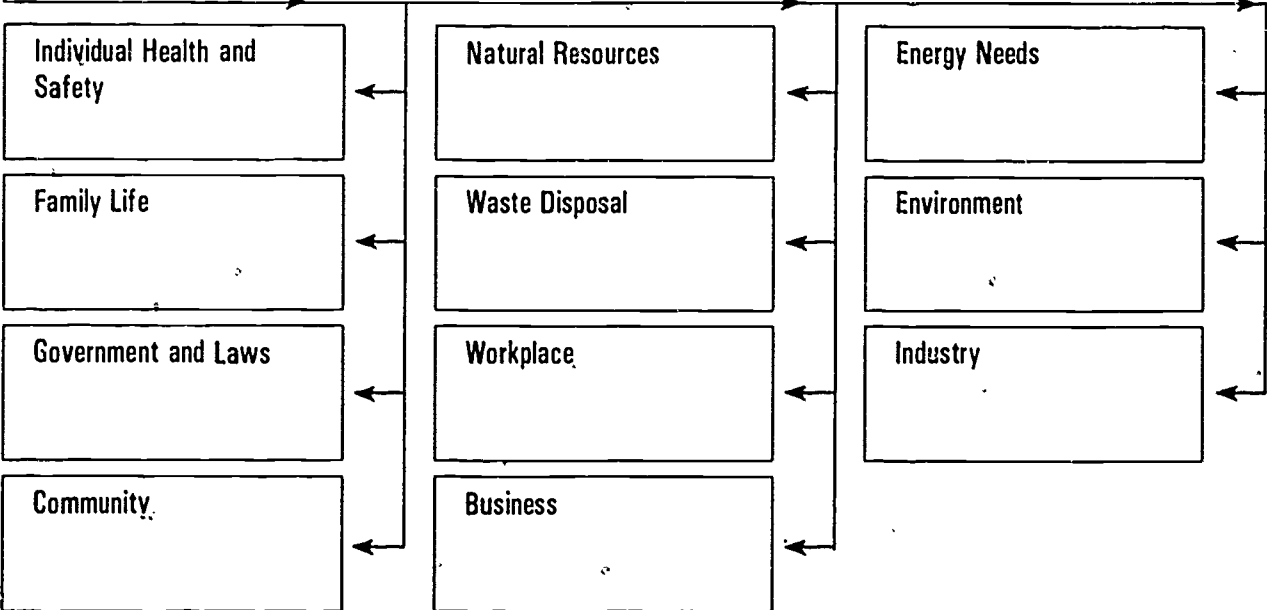 Individual Health and
Safety
Natural Resources
Energy Needs
Family Life
Waste Disposal
Environment
Government and Laws
Workplace
Industry
Community
Business